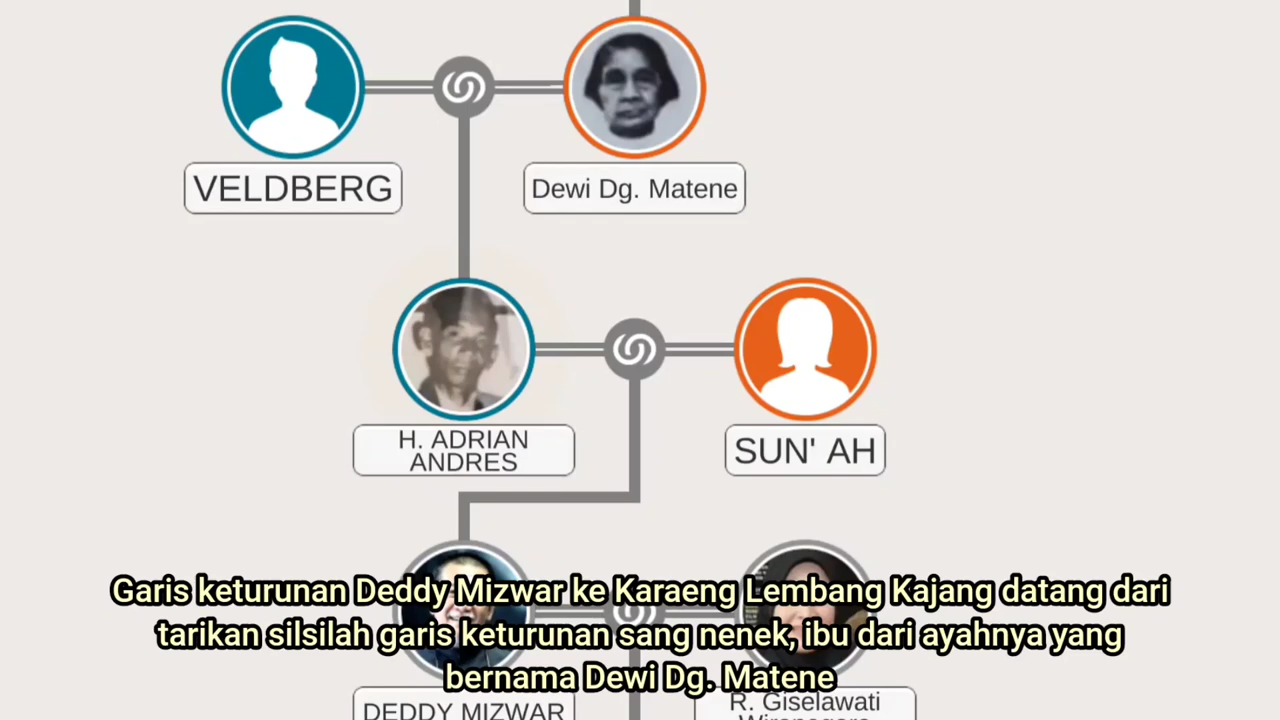 VELDBERG
Dewi Dg. Matene
H. ADRIAN
ANDRES
SUN' AH
Garis keturunan Deddy Mizwar ke Karaeng Lembang Kajang datang dari
tarikan silsilah garis keturunan sang nenek, ibu dari ayahnya yang
bernama Dewi Dg. Matene
DEDDY MIZWAR
R. Giselawati
Wiranegara